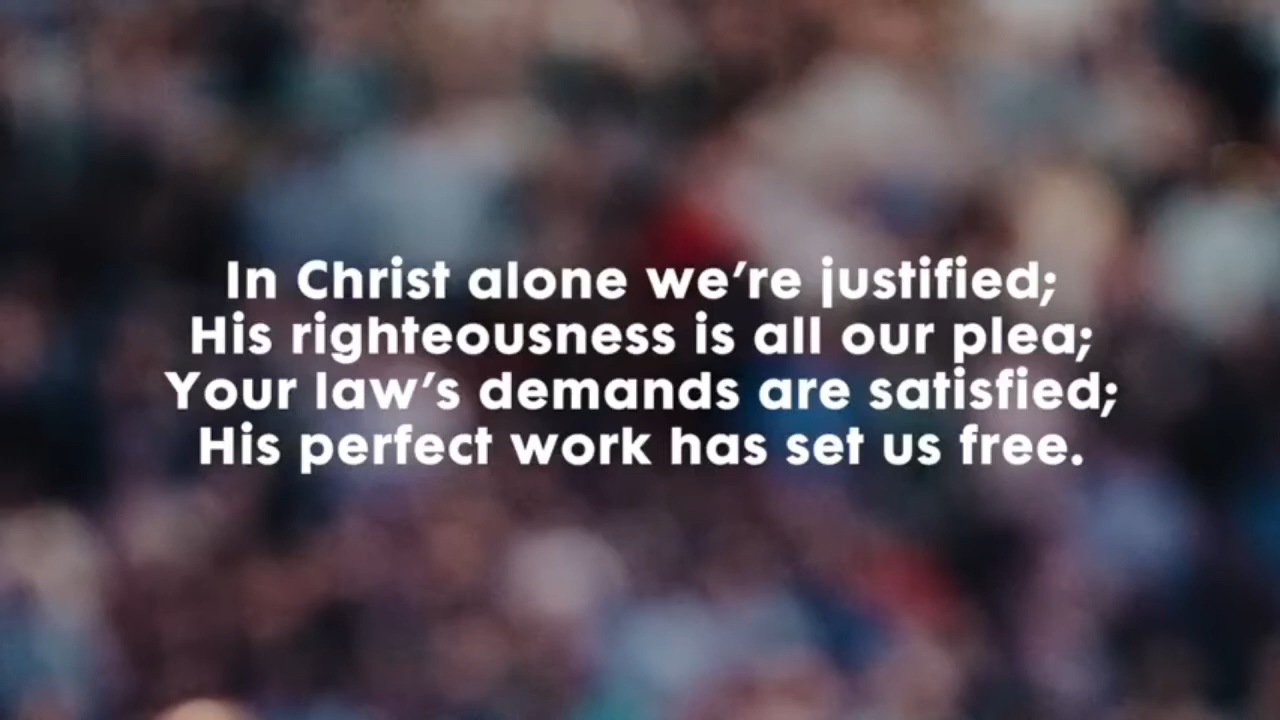 In Christ alone we’re justified;
His righteousness is all our plea;
Your law’s demands are satisfied;
His perfect work has set us free.